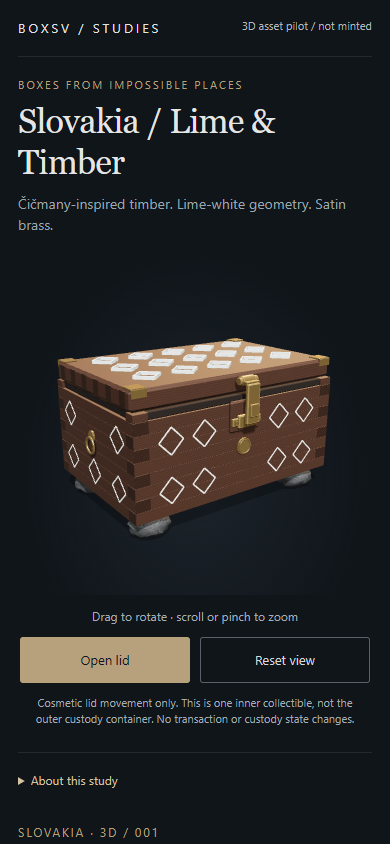 BOXSV / STUDIES
3D asset pilot / not minted
BOXES FROM IMPOSSIBLE PLACES
Slovakia / Lime &
Timber
Čičmany-inspired timber. Lime-white geometry. Satin
brass.
Drag to rotate · scroll or pinch to zoom
Open lid
Reset view
Cosmetic lid movement only. This is one inner collectible, not the
outer custody container. No transaction or custody state changes.
▶ About this study
SLOVAKIA · 3D / 001